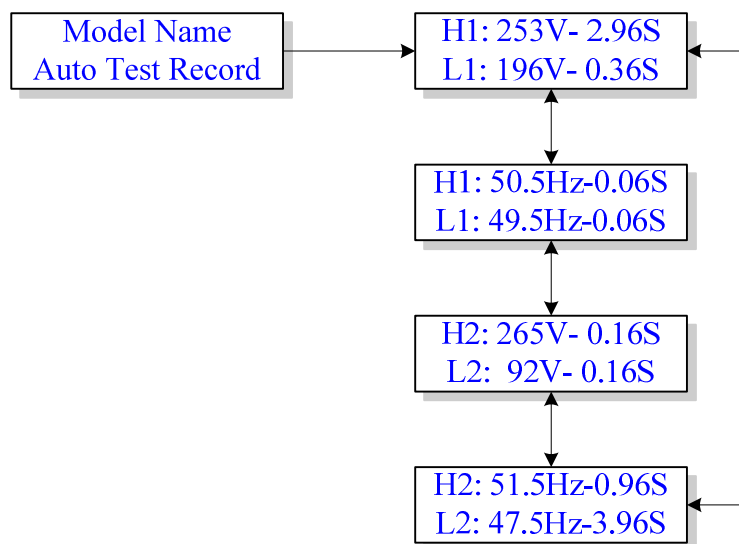 Model Name
Auto Test Record
H1: 253V- 2.96S
L1: 196V- 0.36S
H1: 50.5Hz-0.06S
L1: 49.5Hz-0.06S
H2: 265V- 0.16S
L2:  92V- 0.16S
H2: 51.5Hz-0.96S
L2: 47.5Hz-3.96S